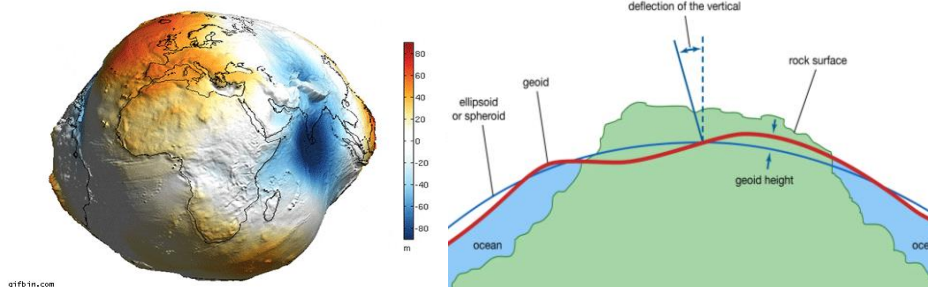 80
60
40
20
0
-20
-40
-60
-80
m
gifbin.com
deflection of the vertical
rock surface
geoid
ellipsoid
or spheroid
geoid height
ocean
oce